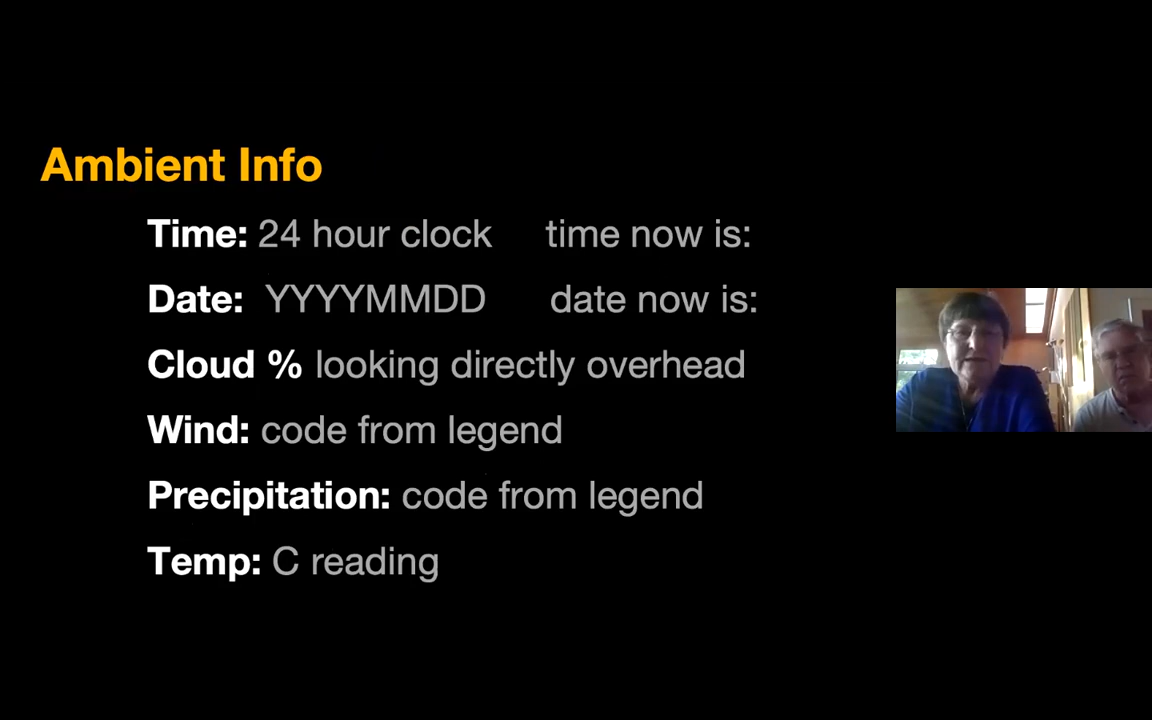 Ambient Info
Time: 24 hour clock time now is:
Date: YYYYMMDD date now is:
Cloud % looking directly overhead
Wind: code from legend
Precipitation: code from legend
Temp: C reading